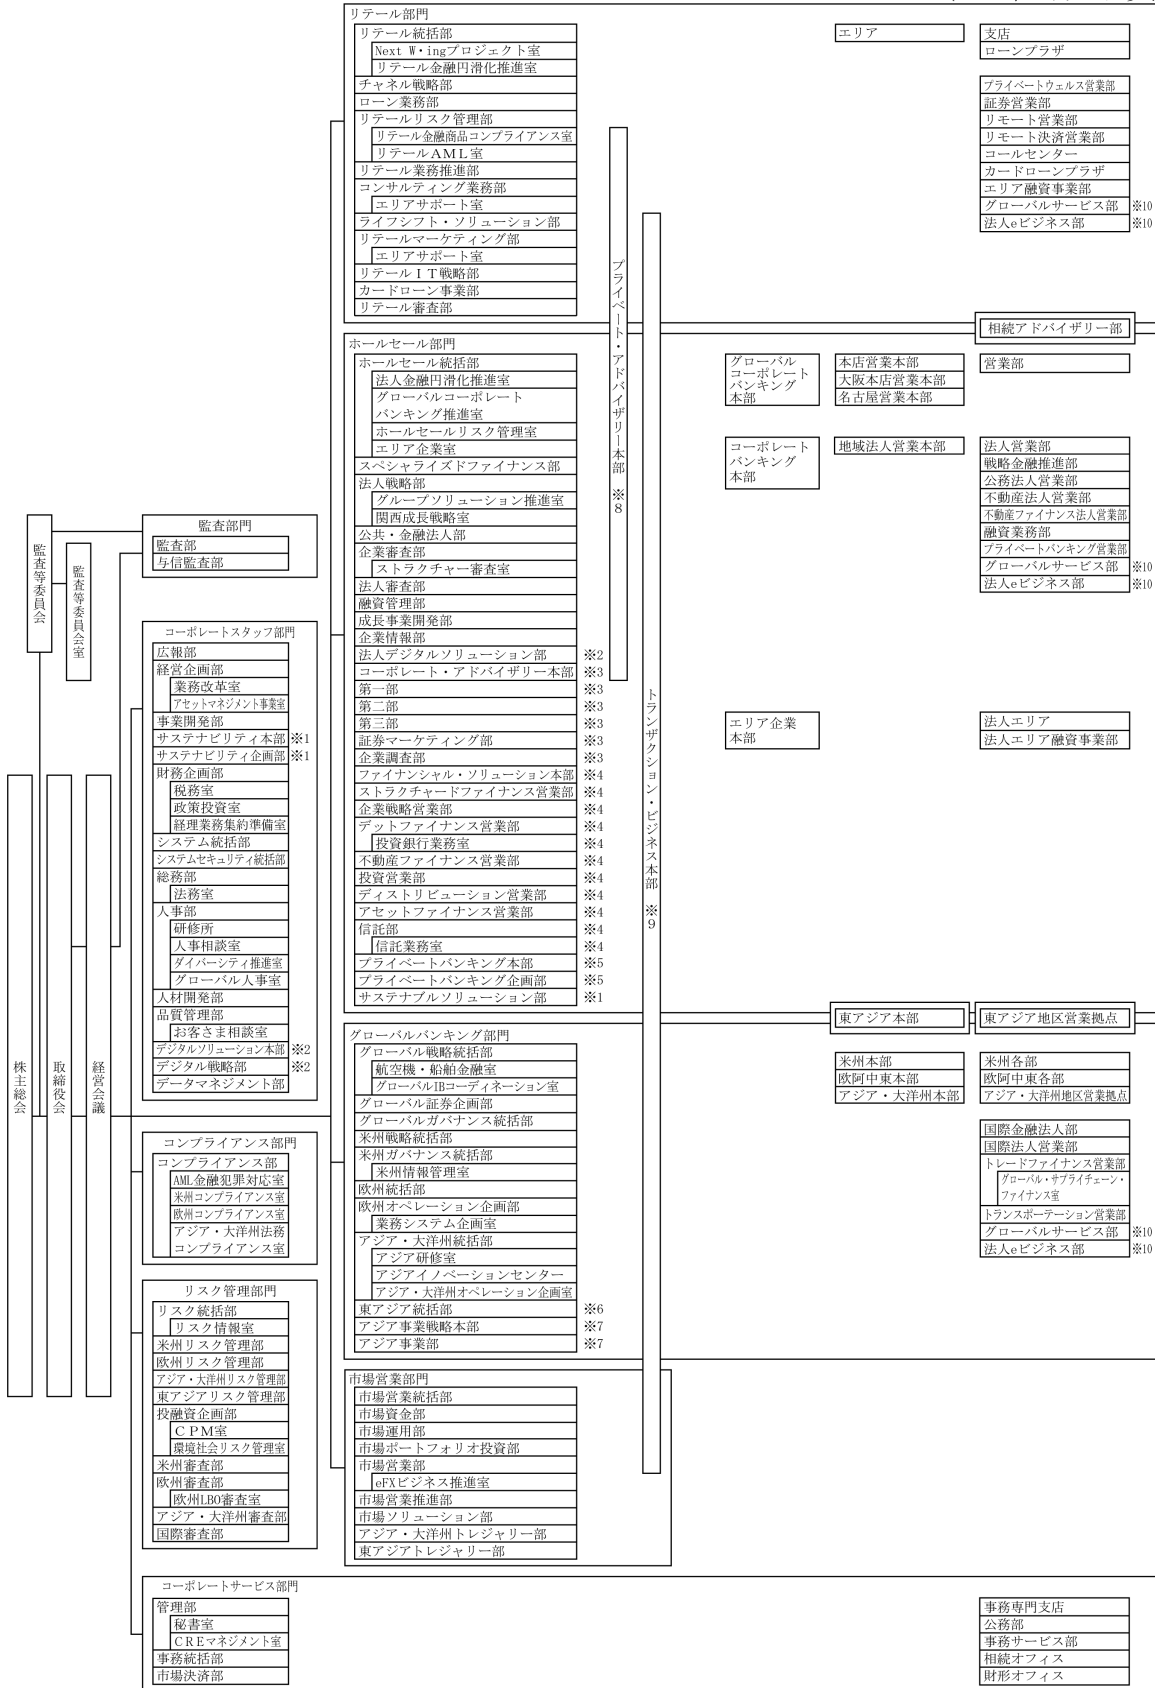 株主総会
取締役会
経営会議
監査等委員会
監査等委員会室
監査部門
監査部
与信監査部
コーポレートスタッフ部門
広報部
経営企画部
業務改革室
アセットマネジメント事業室
事業開発部
サステナビリティ本部 ※1
サステナビリティ企画部 ※1
財務企画部
税務室
政策投資室
経理業務集約準備室
システム統括部
システムセキュリティ統括部
総務部
法務室
人事部
研修所
人事相談室
ダイバーシティ推進室
グローバル人事室
人材開発部
品質管理部
お客さま相談室
デジタルソリューション本部 ※2
デジタル戦略部 ※2
データマネジメント部
コンプライアンス部門
コンプライアンス部
AML金融犯罪対応室
米州コンプライアンス室
欧州コンプライアンス室
アジア・大洋州法務
コンプライアンス室
リスク管理部門
リスク統括部
リスク情報室
米州リスク管理部
欧州リスク管理部
アジア・大洋州リスク管理部
東アジアリスク管理部
投融資企画部
ＣＰＭ室
環境社会リスク管理室
米州審査部
欧州審査部
欧州LBO審査室
アジア・大洋州審査部
国際審査部
コーポレートサービス部門
管理部
秘書室
ＣＲＥマネジメント室
事務統括部
市場決済部
事務専門支店
公務部
事務サービス部
相続オフィス
財形オフィス
リテール部門
リテール統括部
Next W・ingプロジェクト室
リテール金融円滑化推進室
チャネル戦略部
ローン業務部
リテールリスク管理部
リテール金融商品コンプライアンス室
リテールＡＭＬ室
リテール業務推進部
コンサルティング業務部
エリアサポート室
ライフシフト・ソリューション部
リテールマーケティング部
エリアサポート室
リテールＩＴ戦略部
カードローン事業部
リテール審査部
エリア
支店
ローンプラザ
プライベートウェルス営業部
証券営業部
リモート営業部
リモート決済営業部
コールセンター
カードローンプラザ
エリア融資事業部
グローバルサービス部 ※10
法人eビジネス部 ※10
プライベート・アドバイザリー本部 ※8
トランザクション・ビジネス本部 ※9
相続アドバイザリー部
ホールセール部門
ホールセール統括部
法人金融円滑化推進室
グローバルコーポレート
バンキング推進室
ホールセールリスク管理室
エリア企業室
スペシャライズドファイナンス部
法人戦略部
グループソリューション推進室
関西成長戦略室
公共・金融法人部
企業審査部
ストラクチャー審査室
法人審査部
融資管理部
成長事業開発部
企業情報部
法人デジタルソリューション部 ※2
コーポレート・アドバイザリー本部 ※3
第一部 ※3
第二部 ※3
第三部 ※3
証券マーケティング部 ※3
企業調査部 ※3
ファイナンシャル・ソリューション本部 ※4
ストラクチャードファイナンス営業部 ※4
企業戦略営業部 ※4
デットファイナンス営業部 ※4
投資銀行業務室 ※4
不動産ファイナンス営業部 ※4
投資営業部 ※4
ディストリビューション営業部 ※4
アセットファイナンス営業部 ※4
信託部 ※4
信託業務室 ※4
プライベートバンキング本部 ※5
プライベートバンキング企画部 ※5
サステナブルソリューション部 ※1
グローバル
コーポレート
バンキング
本部
本店営業本部
大阪本店営業本部
名古屋営業本部
営業部
コーポレート
バンキング
本部
地域法人営業本部
法人営業部
戦略金融推進部
公務法人営業部
不動産法人営業部
不動産ファイナンス法人営業部
融資業務部
プライベートバンキング営業部
グローバルサービス部 ※10
法人eビジネス部 ※10
エリア企業
本部
法人エリア
法人エリア融資事業部
東アジア本部
東アジア地区営業拠点
グローバルバンキング部門
グローバル戦略統括部
航空機・船舶金融室
グローバルIBコーディネーション室
グローバル証券企画部
グローバルガバナンス統括部
米州戦略統括部
米州ガバナンス統括部
米州情報管理室
欧州統括部
欧州オペレーション企画部
業務システム企画室
アジア・大洋州統括部
アジア研修室
アジアイノベーションセンター
アジア・大洋州オペレーション企画室
東アジア統括部 ※6
アジア事業戦略本部 ※7
アジア事業部 ※7
米州本部
欧阿中東本部
アジア・大洋州本部
米州各部
欧阿中東各部
アジア・大洋州地区営業拠点
国際金融法人部
国際法人営業部
トレードファイナンス営業部
グローバル・サプライチェーン・
ファイナンス室
トランスポーテーション営業部
グローバルサービス部 ※10
法人eビジネス部 ※10
市場営業部門
市場営業統括部
市場資金部
市場運用部
市場ポートフォリオ投資部
市場営業部
eFXビジネス推進室
市場営業推進部
市場ソリューション部
アジア・大洋州トレジャリー部
東アジアトレジャリー部